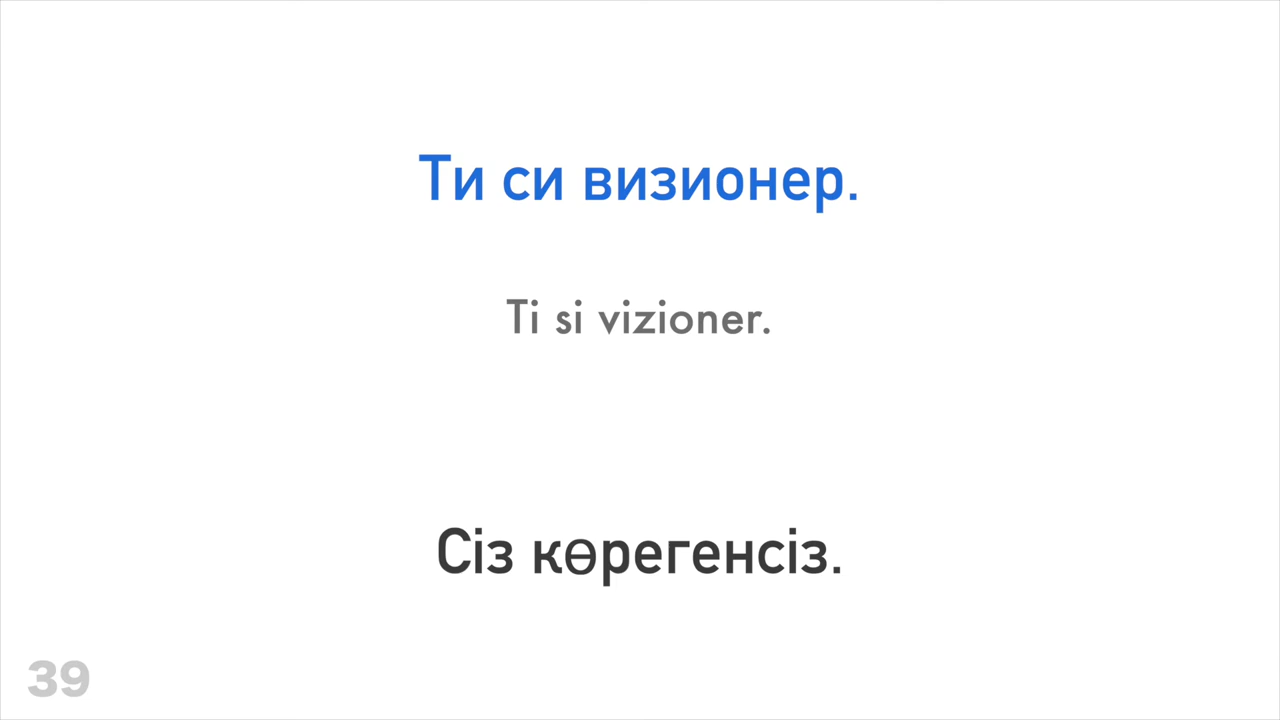 Ти си визионер.
Ti si vizioner.
Сіз көрегенсіз.
39